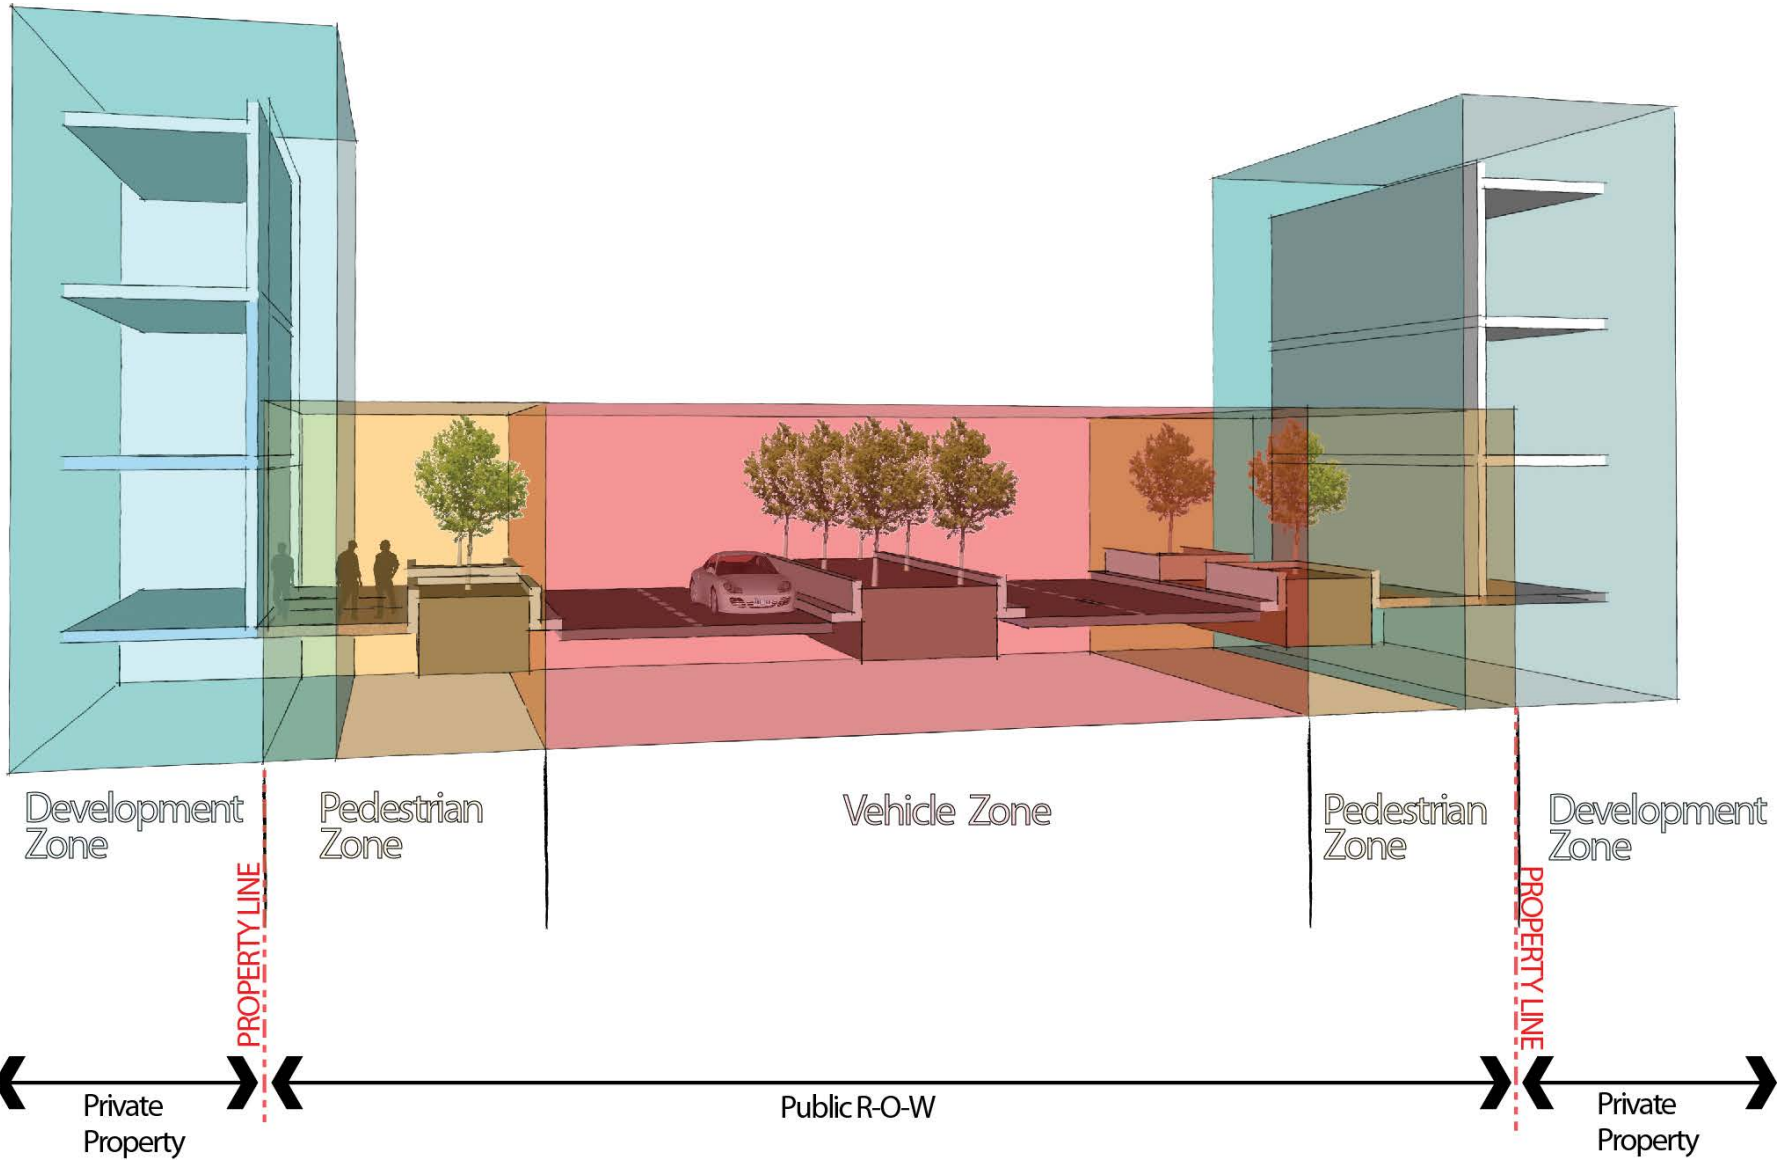 Development
Zone
Pedestrian
Zone
Vehicle Zone
Pedestrian
Zone
Development
Zone
PROPERTY LINE
PROPERTY LINE
Private
Property
Public R-O-W
Private
Property